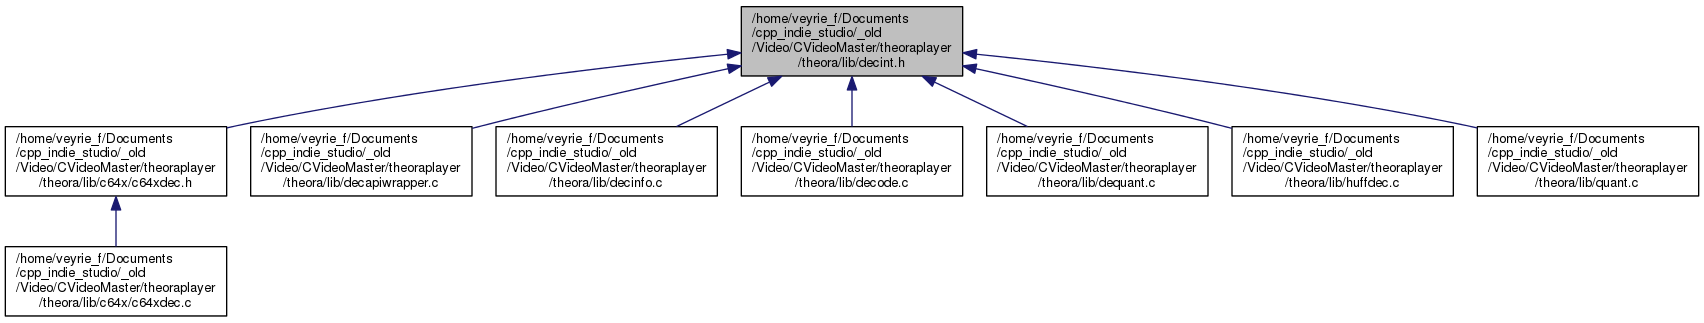 /home/veyrie_f/Documents
/cpp_indie_studio/_old
/Video/CVideoMaster/theoraplayer
/theora/lib/decint.h
/home/veyrie_f/Documents
/cpp_indie_studio/_old
/Video/CVideoMaster/theoraplayer
/theora/lib/c64x/c64xdec.h
/home/veyrie_f/Documents
/cpp_indie_studio/_old
/Video/CVideoMaster/theoraplayer
/theora/lib/decapiwrapper.c
/home/veyrie_f/Documents
/cpp_indie_studio/_old
/Video/CVideoMaster/theoraplayer
/theora/lib/decinfo.c
/home/veyrie_f/Documents
/cpp_indie_studio/_old
/Video/CVideoMaster/theoraplayer
/theora/lib/decode.c
/home/veyrie_f/Documents
/cpp_indie_studio/_old
/Video/CVideoMaster/theoraplayer
/theora/lib/dequant.c
/home/veyrie_f/Documents
/cpp_indie_studio/_old
/Video/CVideoMaster/theoraplayer
/theora/lib/huffdec.c
/home/veyrie_f/Documents
/cpp_indie_studio/_old
/Video/CVideoMaster/theoraplayer
/theora/lib/quant.c
/home/veyrie_f/Documents
/cpp_indie_studio/_old
/Video/CVideoMaster/theoraplayer
/theora/lib/c64x/c64xdec.c